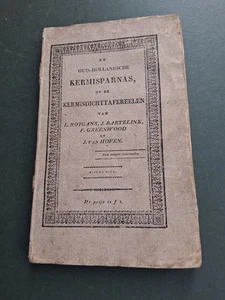 DE
OUD-HOLLANDSCHE
KERMISPARNAS,
OF DE
KERMISDICHTTAFEREELEN
VAN
L. ROTGANS, J. BARTELINK,
F. GREENWOOD
EN
J. VAN HOVEN.
De prijs is f 1.